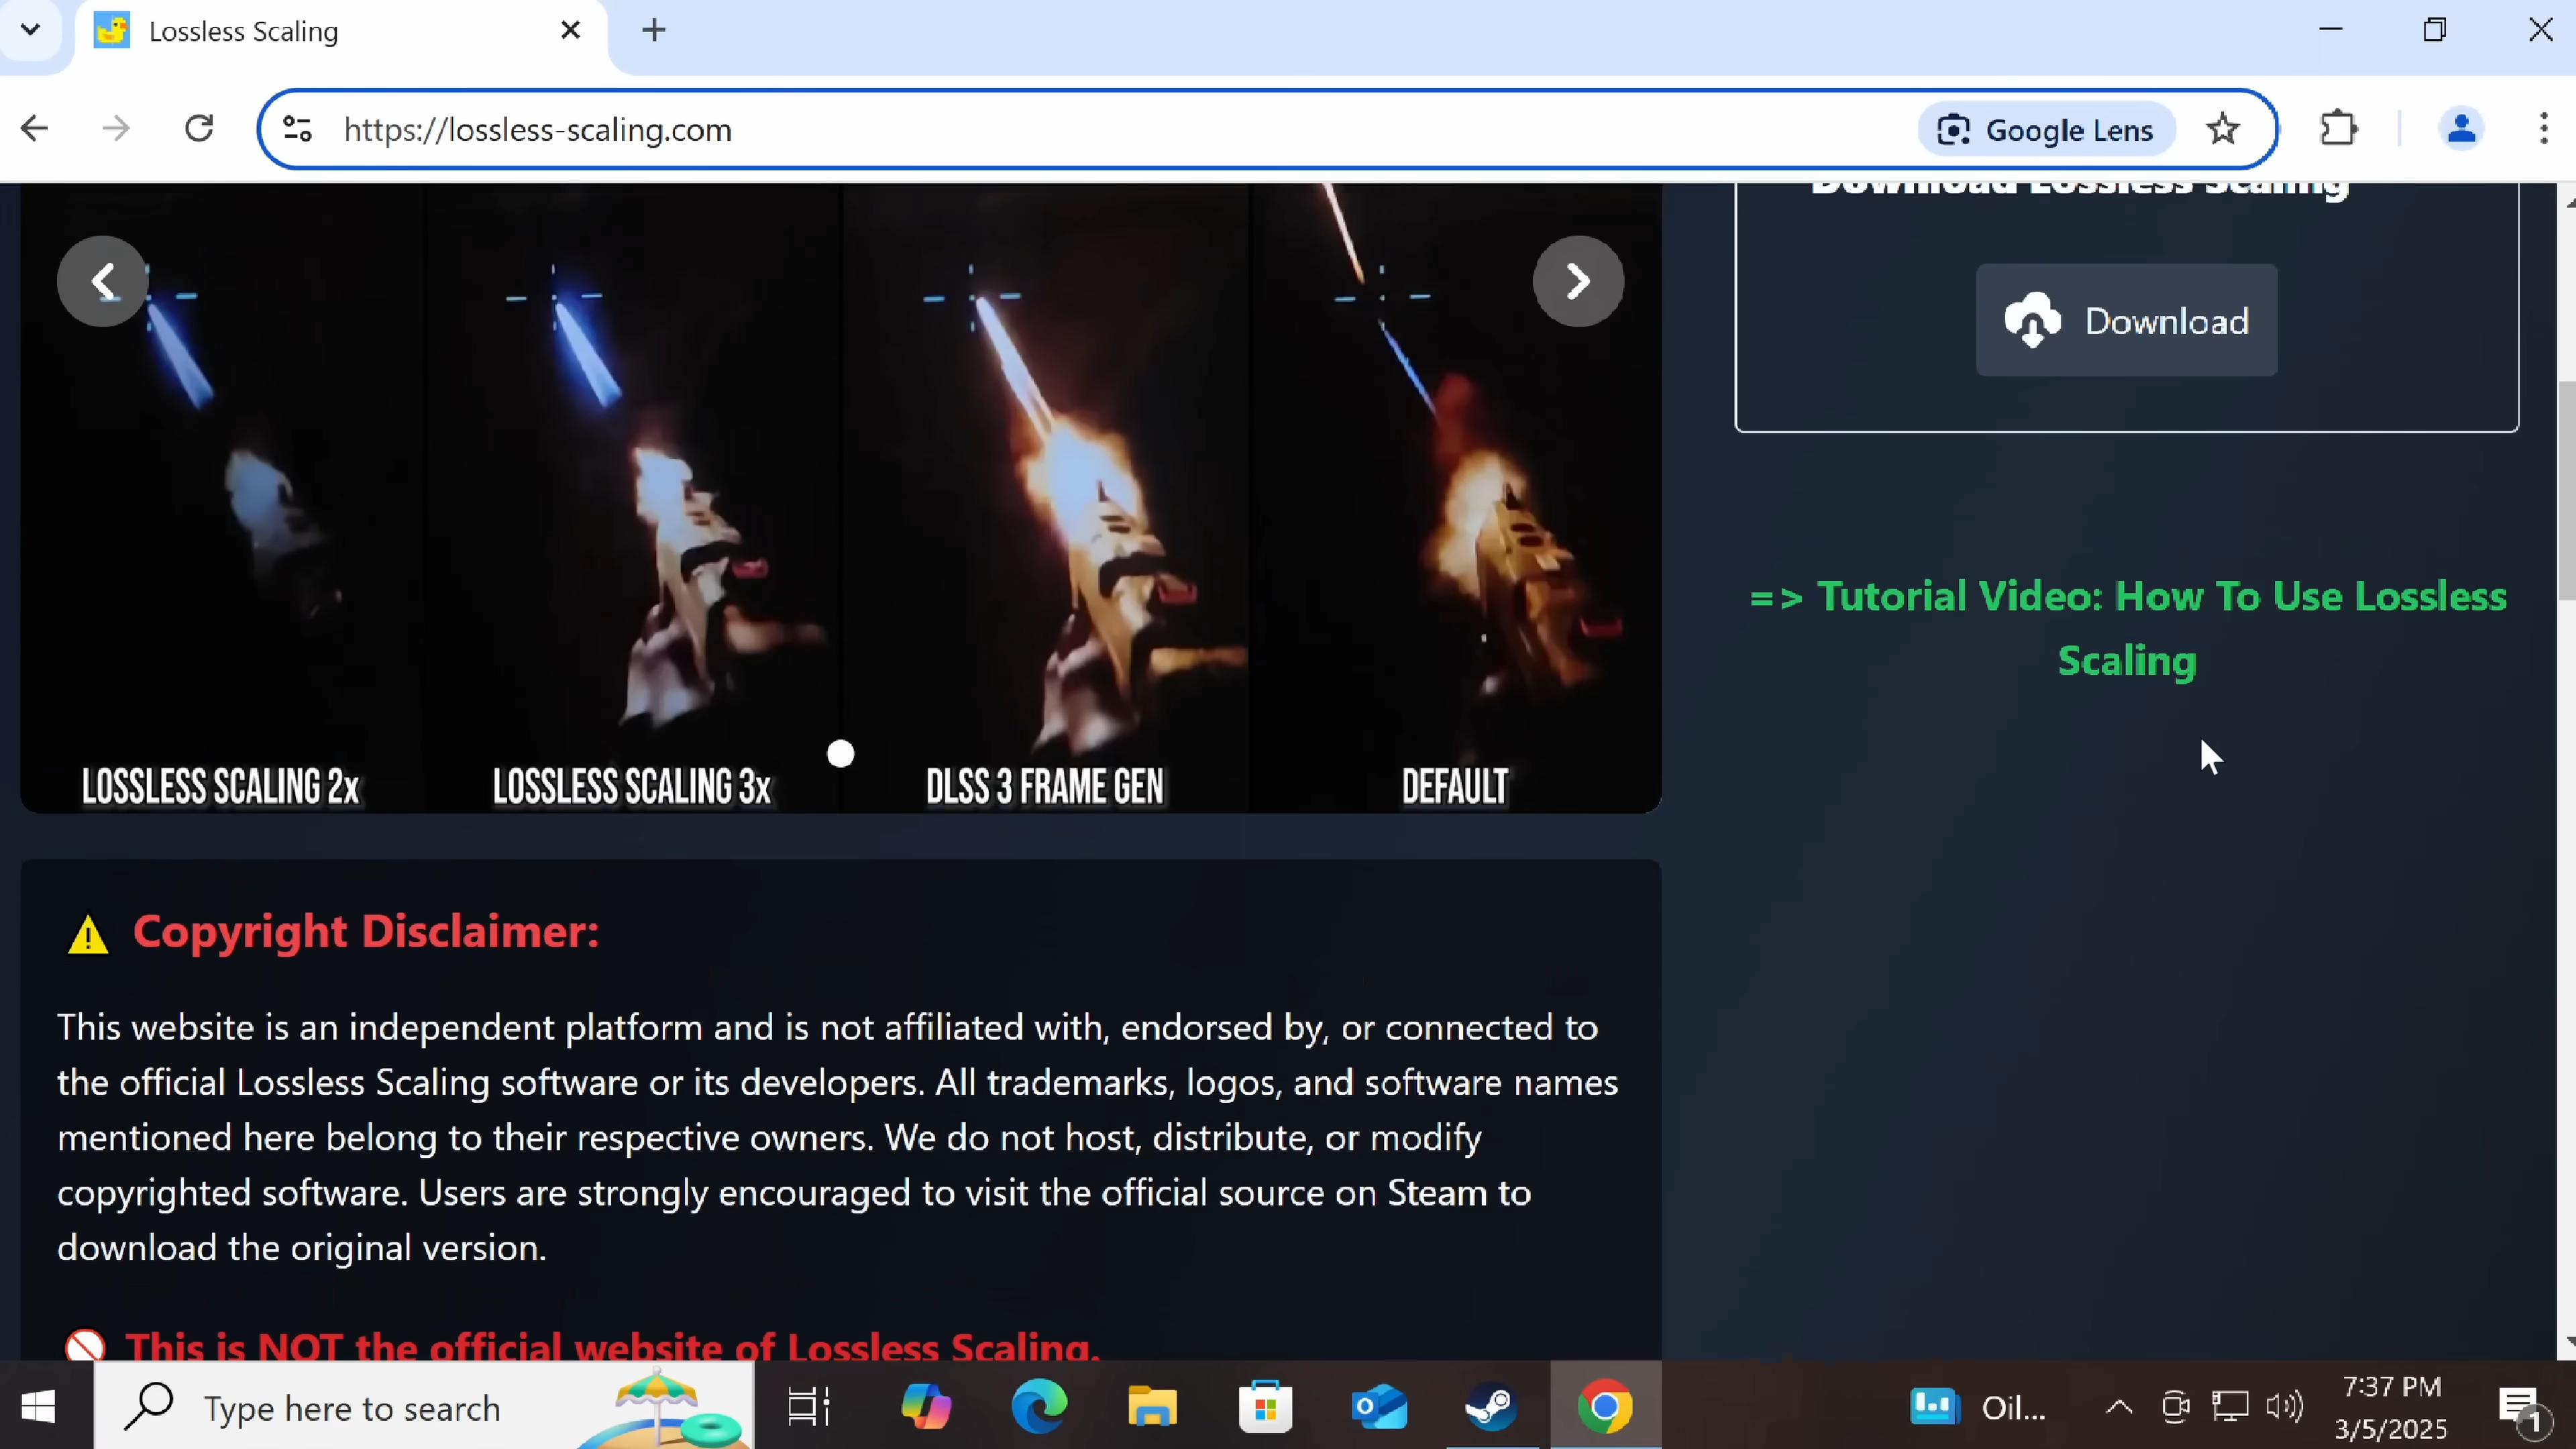 Lossless Scaling
https://lossless-scaling.com
Google Lens
Download Lossless Scaling
Download
=> Tutorial Video: How To Use Lossless
Scaling
LOSSLESS SCALING 2x
LOSSLESS SCALING 3x
DLSS 3 FRAME GEN
DEFAULT
Copyright Disclaimer:
This website is an independent platform and is not affiliated with, endorsed by, or connected to
the official Lossless Scaling software or its developers. All trademarks, logos, and software names
mentioned here belong to their respective owners. We do not host, distribute, or modify
copyrighted software. Users are strongly encouraged to visit the official source on Steam to
download the original version.
This is NOT the official website of Lossless Scaling.
Type here to search
Oil...
7:37 PM
3/5/2025
1